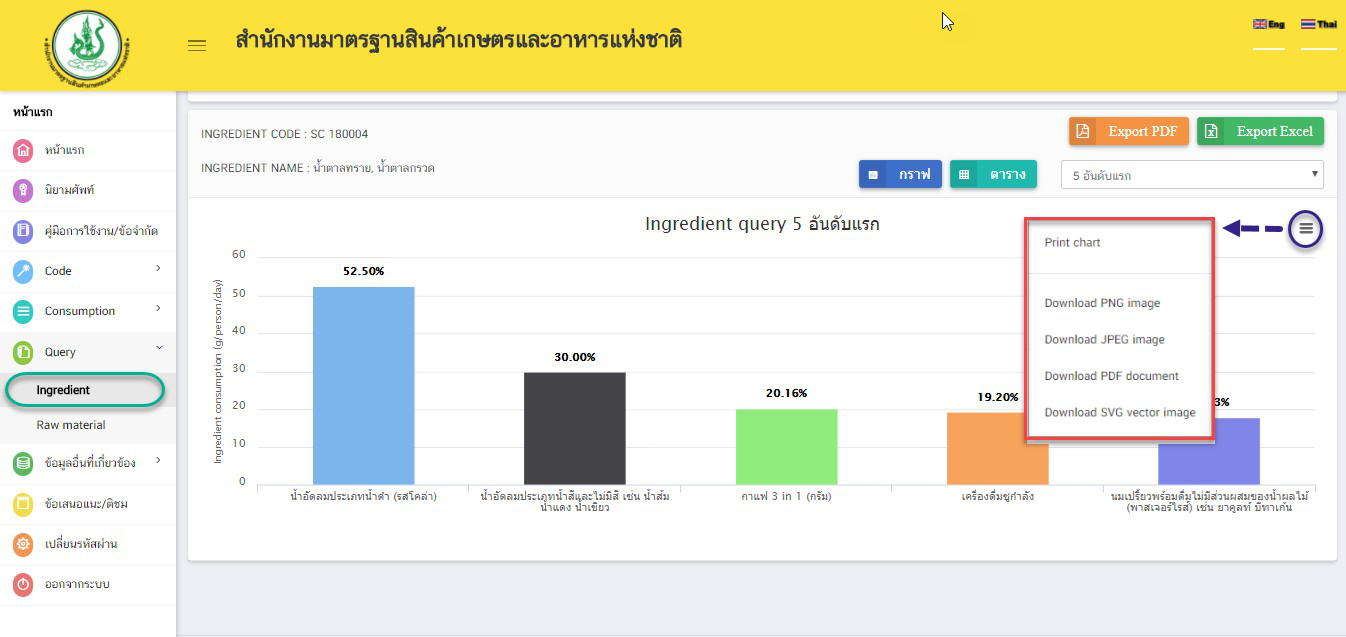 สำนักงานมาตรฐานสินค้าเกษตรและอาหารแห่งชาติ
Eng
Thai
หน้าแรก
หน้าแรก
นิยามศัพท์
คู่มือการใช้งาน/ข้อจำกัด
Code
Consumption
Query
Ingredient
Raw material
ข้อมูลอื่นที่เกี่ยวข้อง
ข้อเสนอแนะ/ติชม
เปลี่ยนรหัสผ่าน
ออกจากระบบ
INGREDIENT CODE : SC 180004
Export PDF
Export Excel
INGREDIENT NAME : น้ำตาลทราย, น้ำตาลกรวด
กราฟ
ตาราง
5 อันดับแรก
Ingredient query 5 อันดับแรก
Print chart
Download PNG image
Download JPEG image
Download PDF document
Download SVG vector image
Ingredient consumption (g/person/day)
60
50
40
30
20
10
0
52.50%
30.00%
20.16%
19.20%
3%
น้ำอัดลมประเภทน้ำดำ (รสโคล่า)
น้ำอัดลมประเภทน้ำสีและไม่มีสี เช่น น้ำส้ม
น้ำแดง น้ำเขียว
กาแฟ 3 in 1 (กรัม)
เครื่องดื่มชูกำลัง
นมเปรี้ยวพร้อมดื่มไม่มีส่วนผสมของน้ำผลไม้
(พาสเจอร์ไรส์) เช่น ยาคูลท์ บีทาเก้น